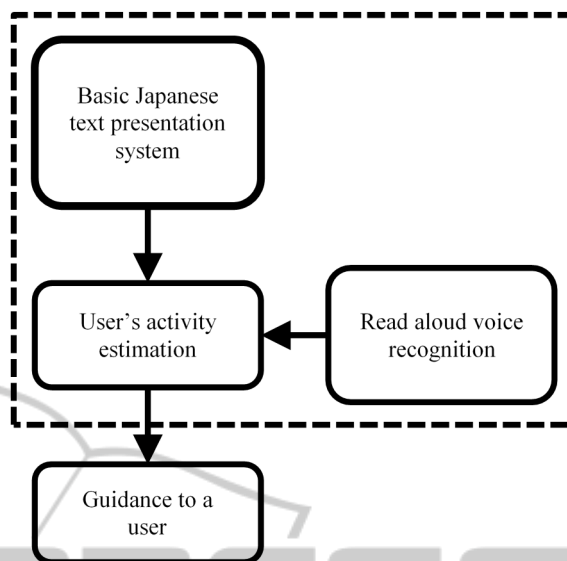 Basic Japanese
text presentation
system
User's activity
estimation
Read aloud voice
recognition
Guidance to a
user